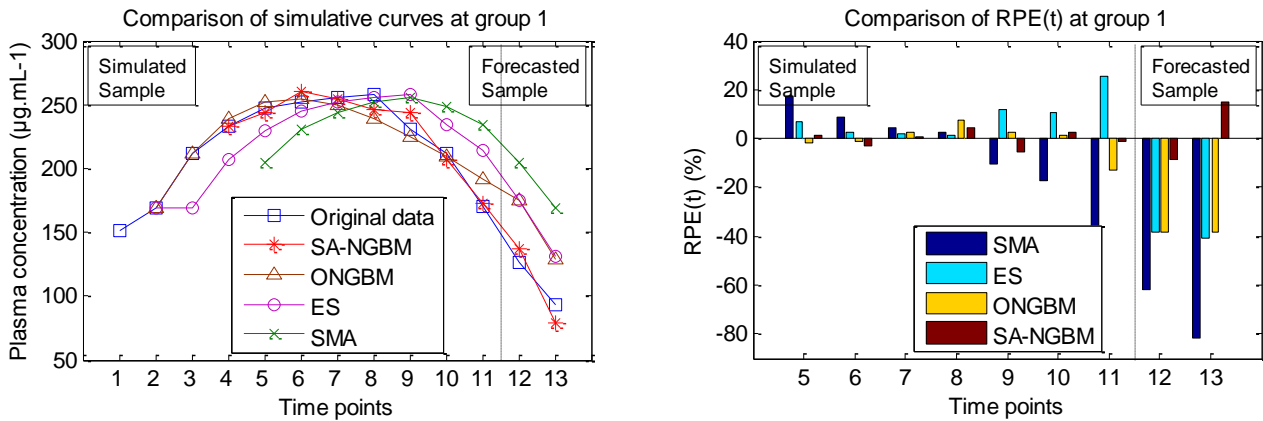 Comparison of simulative curves at group 1
Plasma concentration (µg.mL-1)
300
250
200
150
100
50
Simulated
Sample
Forecasted
Sample
Original data
SA-NGBM
ONGBM
ES
SMA
1 2 3 4 5 6 7 8 9 10 11 12 13
Time points
Comparison of RPE(t) at group 1
RPE(t) (%)
40
20
0
-20
-40
-60
-80
Simulated
Sample
Forecasted
Sample
SMA
ES
ONGBM
SA-NGBM
5 6 7 8 9 10 11 12 13
Time points